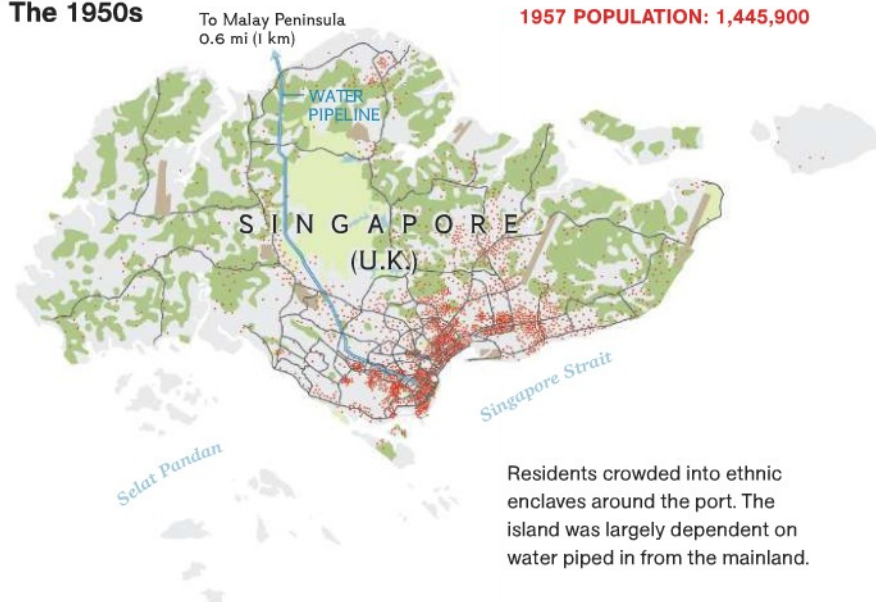 The 1950s
To Malay Peninsula
0.6 mi (1 km)
1957 POPULATION: 1,445,900
WATER
PIPELINE
SINGAPORE
(U.K.)
Singapore Strait
Selat Pandan
Residents crowded into ethnic
enclaves around the port. The
island was largely dependent on
water piped in from the mainland.